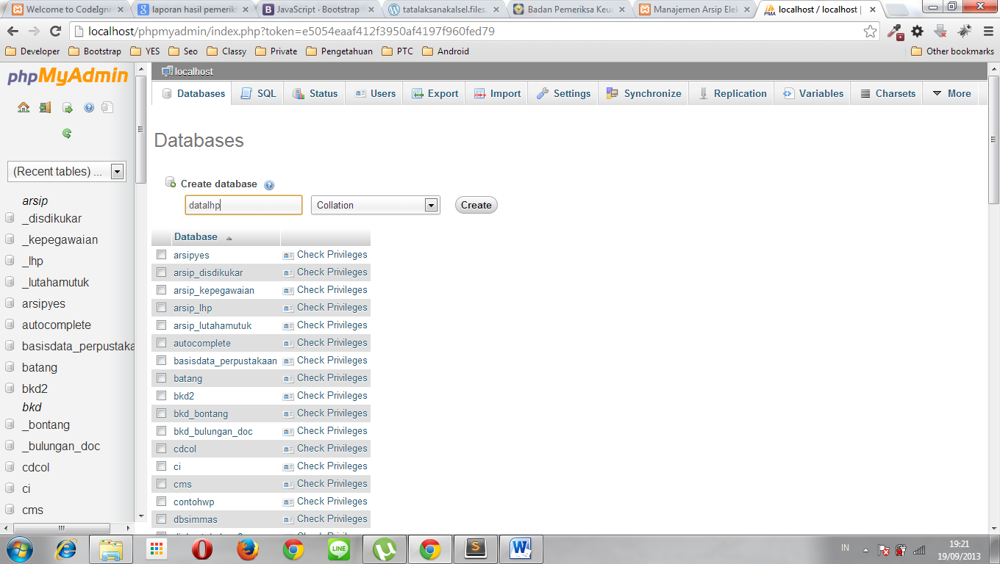 Welcome to CodeIgni
laporan hasil pemerik
JavaScript · Bootstrap
tatalaksanakalsel.files.
Badan Pemeriksa Keua
Manajemen Arsip Elek
localhost / localhost |
localhost/phpmyadmin/index.php?token=e5054eaaf412f3950af4197f960fed79
Developer Bootstrap YES Seo Classy Private Pengetahuan PTC Android Other bookmarks
phpMyAdmin
(Recent tables) ...
arsip
_disdikukar
_kepegawaian
_lhp
_lutahamutuk
arsipyes
autocomplete
basisdata_perpustaka
batang
bkd2
bkd
_bontang
_bulungan_doc
cdcol
ci
cms
localhost
Databases SQL Status Users Export Import Settings Synchronize Replication Variables Charsets More
Databases
Create database
datalhp Collation Create
Database
arsipyes Check Privileges
arsip_disdikukar Check Privileges
arsip_kepegawaian Check Privileges
arsip_lhp Check Privileges
arsip_lutahamutuk Check Privileges
autocomplete Check Privileges
basisdata_perpustakaan Check Privileges
batang Check Privileges
bkd2 Check Privileges
bkd_bontang Check Privileges
bkd_bulungan_doc Check Privileges
cdcol Check Privileges
ci Check Privileges
cms Check Privileges
contohwp Check Privileges
dbsimmas Check Privileges
LINE
IN
19:21
19/09/2013